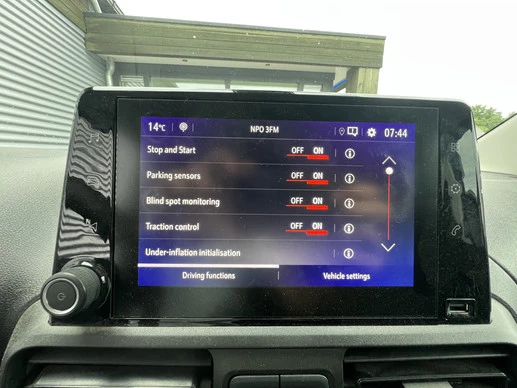 14°C NPO 3FM 07:44
Stop and Start OFF ON
Parking sensors OFF ON
Blind spot monitoring OFF ON
Traction control OFF ON
Under-inflation initialisation
Driving functions Vehicle settings